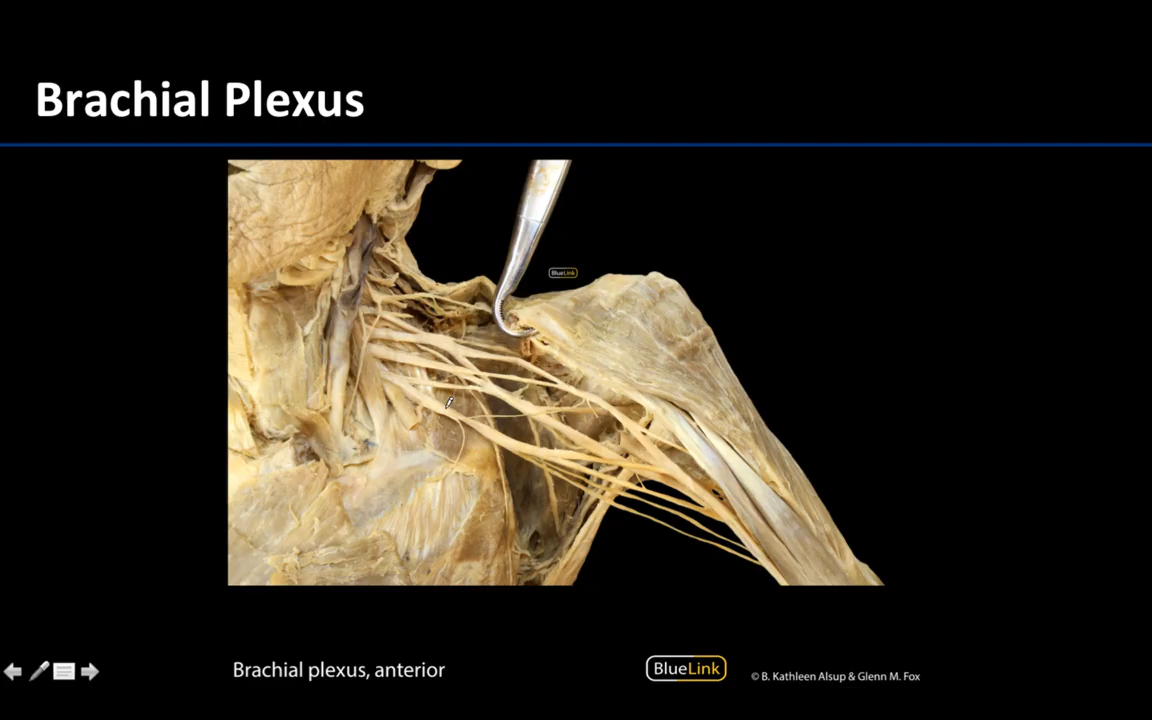 Brachial Plexus
BlueLink
Brachial plexus, anterior
BlueLink
© B. Kathleen Alsup & Glenn M. Fox